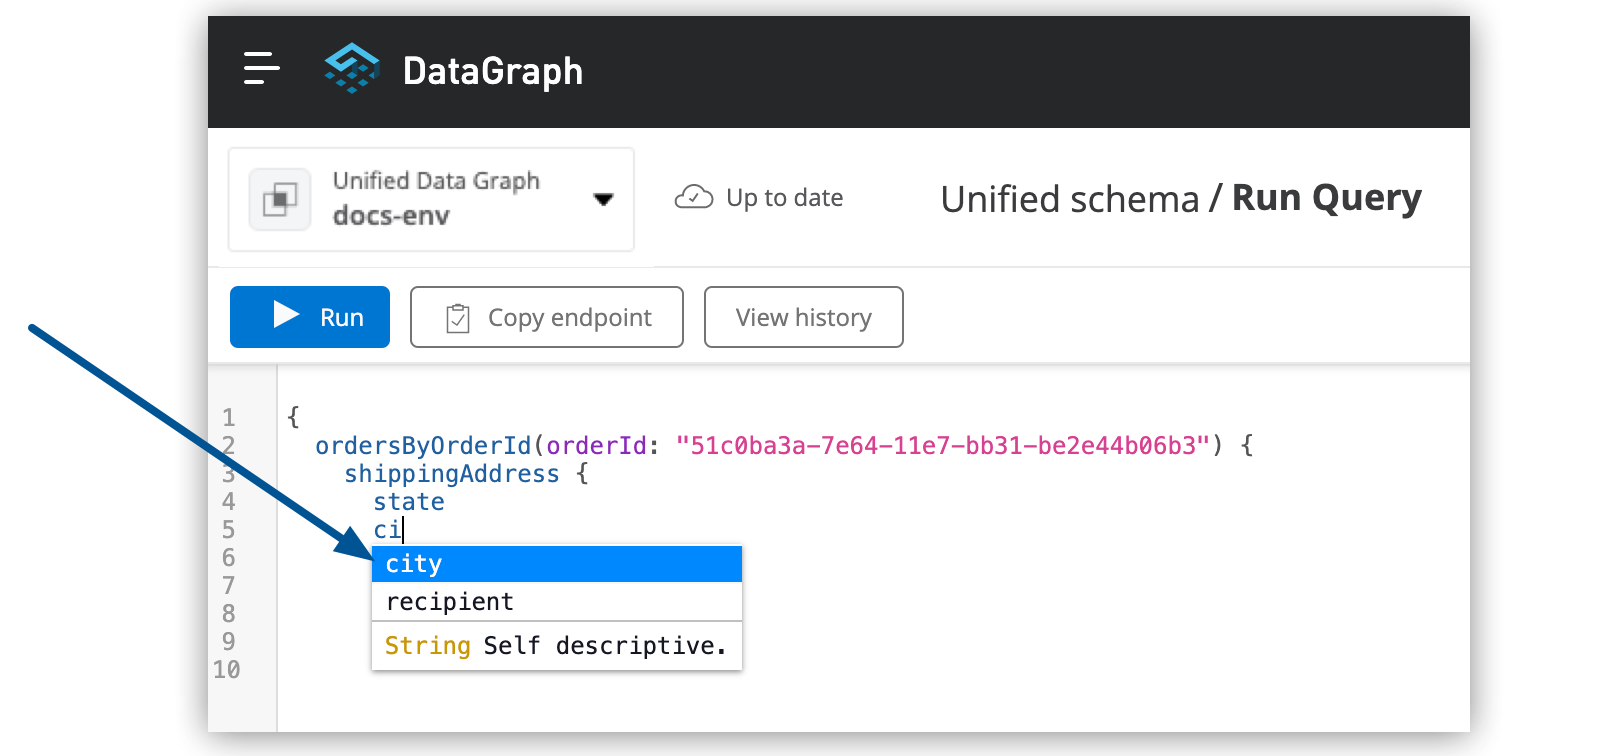 DataGraph
Unified Data Graph
docs-env
Up to date
Unified schema / Run Query
Run
Copy endpoint
View history
1 {
2 ordersByOrderId(orderId: "51c0ba3a-7e64-11e7-bb31-be2e44b06b3") {
3 shippingAddress {
4 state
5 ci
6 city
7 recipient
8
9 String Self descriptive.
10